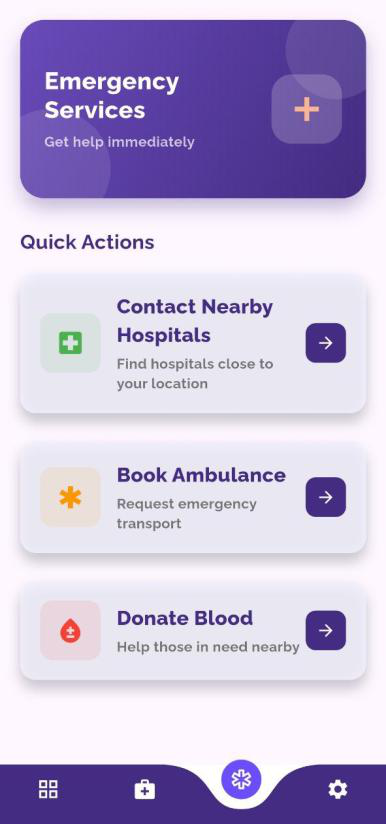 Emergency
Services
Get help immediately
Quick Actions
Contact Nearby
Hospitals
Find hospitals close to
your location
Book Ambulance
Request emergency
transport
Donate Blood
Help those in need nearby